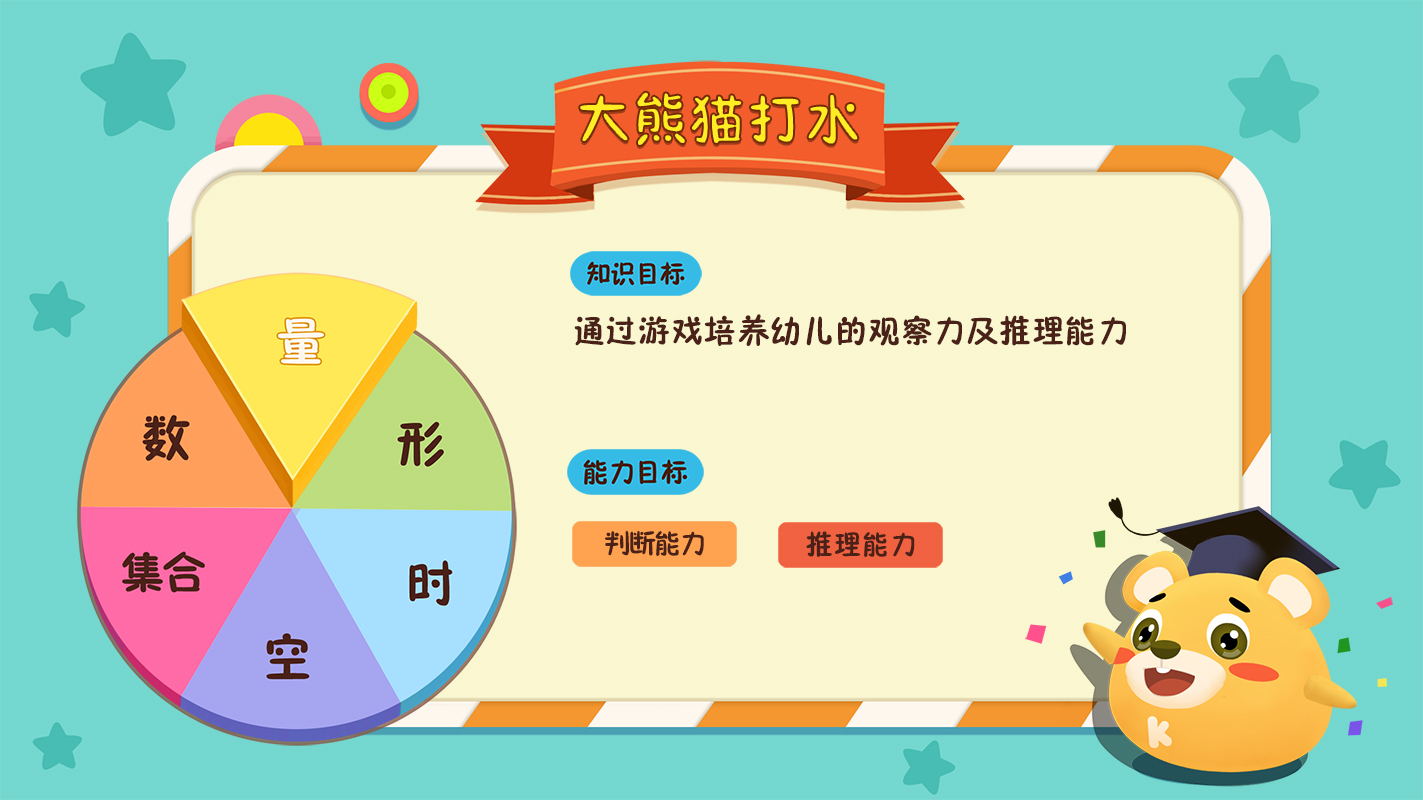 大熊猫打水
知识目标
通过游戏培养幼儿的观察力及推理能力
能力目标
判断能力
推理能力
量
数
形
集合
时
空
K